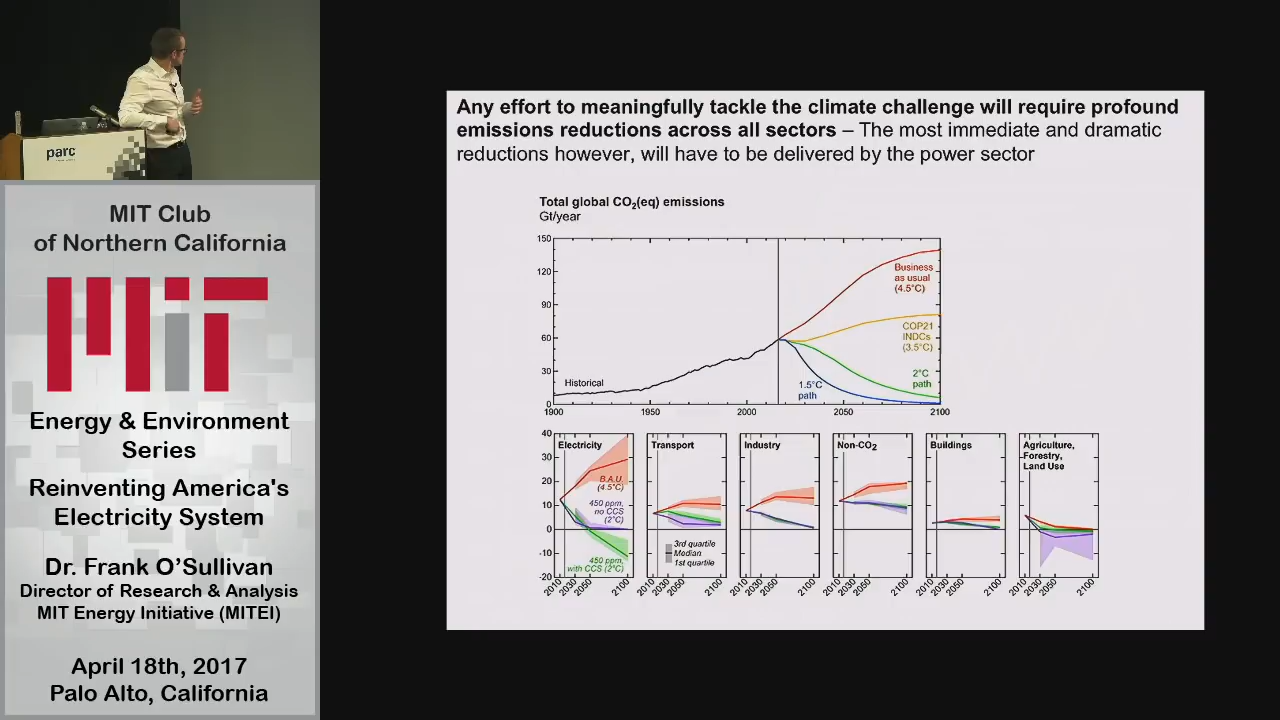 parc
MIT Club
of Northern California
MIT
Energy & Environment
Series
Reinventing America's
Electricity System
Dr. Frank O’Sullivan
Director of Research & Analysis
MIT Energy Initiative (MITEI)
April 18th, 2017
Palo Alto, California
Any effort to meaningfully tackle the climate challenge will require profound
emissions reductions across all sectors – The most immediate and dramatic
reductions however, will have to be delivered by the power sector
Total global CO₂(eq) emissions
Gt/year
150
120
90
60
30
0
Business
as usual
(4.5°C)
COP21
INDCs
(3.5°C)
2°C
path
1.5°C
path
Historical
1900 1950 2000 2050 2100
40
30
20
10
0
-10
-20
Electricity
B.A.U.
(4.5°C)
450 ppm,
no CCS
(2°C)
450 ppm,
with CCS (2°C)
Transport
3rd quartile
Median
1st quartile
Industry
Non-CO₂
Buildings
Agriculture,
Forestry,
Land Use
2010 2030 2050 2100
2010 2030 2050 2100
2010 2030 2050 2100
2010 2030 2050 2100
2010 2030 2050 2100
2010 2030 2050 2100